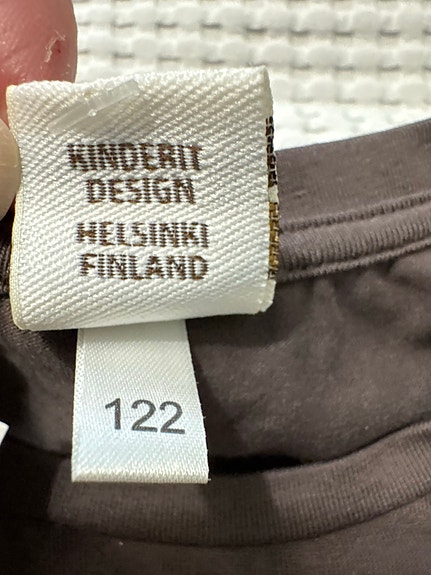 KINDERIT
DESIGN
HELSINKI
FINLAND
122